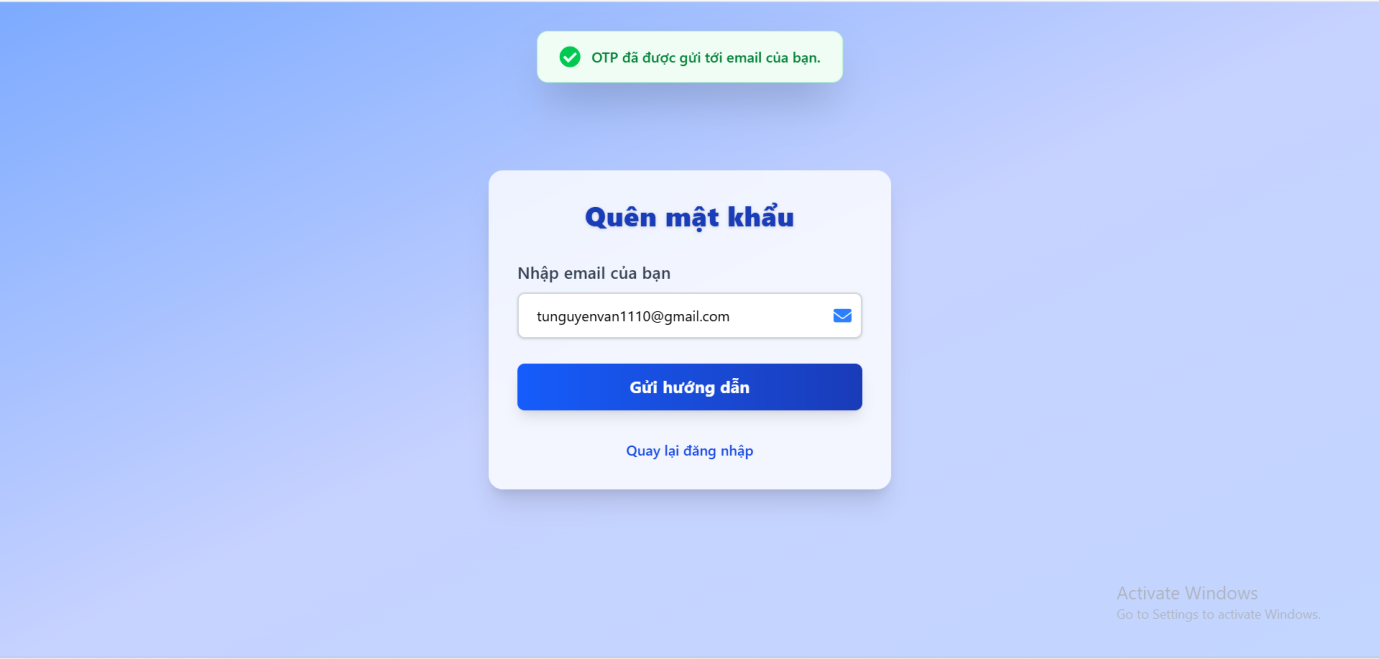 OTP đã được gửi tới email của bạn.
Quên mật khẩu
Nhập email của bạn
tunguyenvan1110@gmail.com
Gửi hướng dẫn
Quay lại đăng nhập
Activate Windows
Go to Settings to activate Windows.